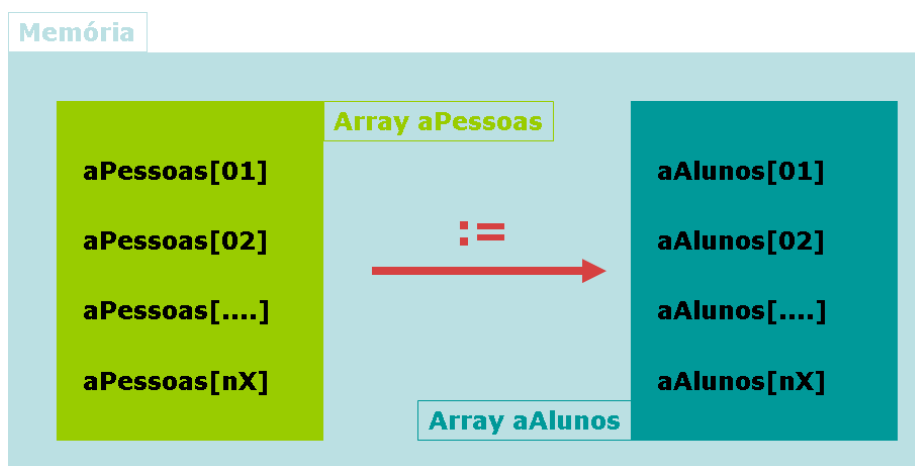 Memória
Array aPessoas
aPessoas[01]
aPessoas[02]
aPessoas[....]
aPessoas[nX]
:=
aAlunos[01]
aAlunos[02]
aAlunos[....]
aAlunos[nX]
Array aAlunos